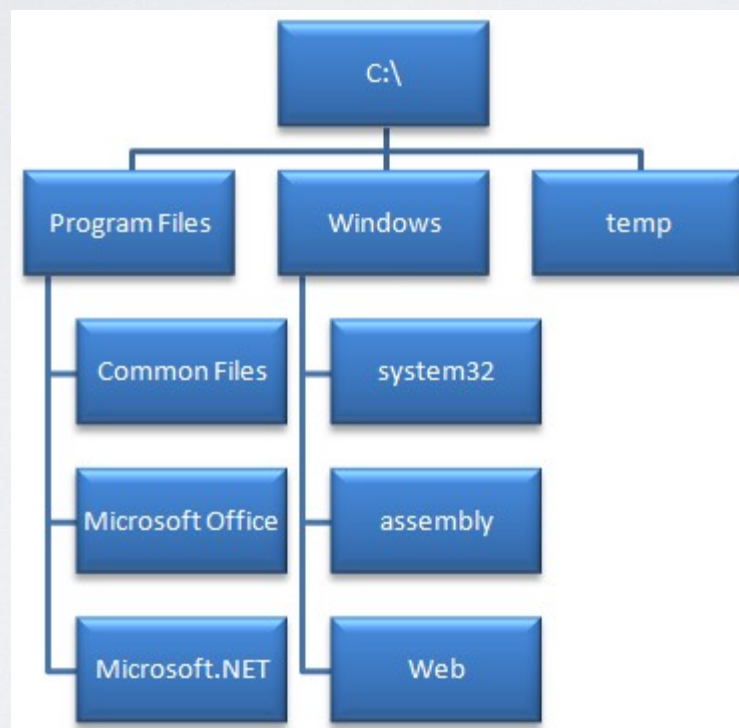 C:\
Program Files
Windows
temp
Common Files
system32
Microsoft Office
assembly
Microsoft.NET
Web